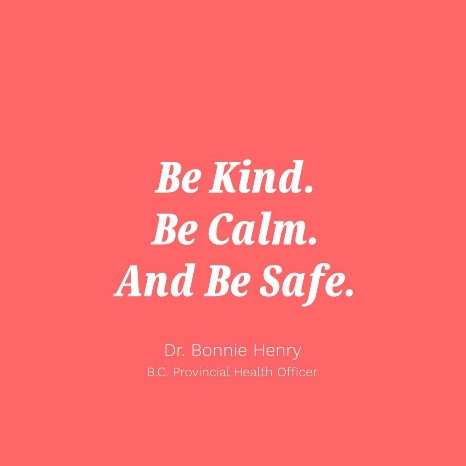 Be Kind.
Be Calm.
And Be Safe.
Dr. Bonnie Henry
B.C. Provincial Health Officer